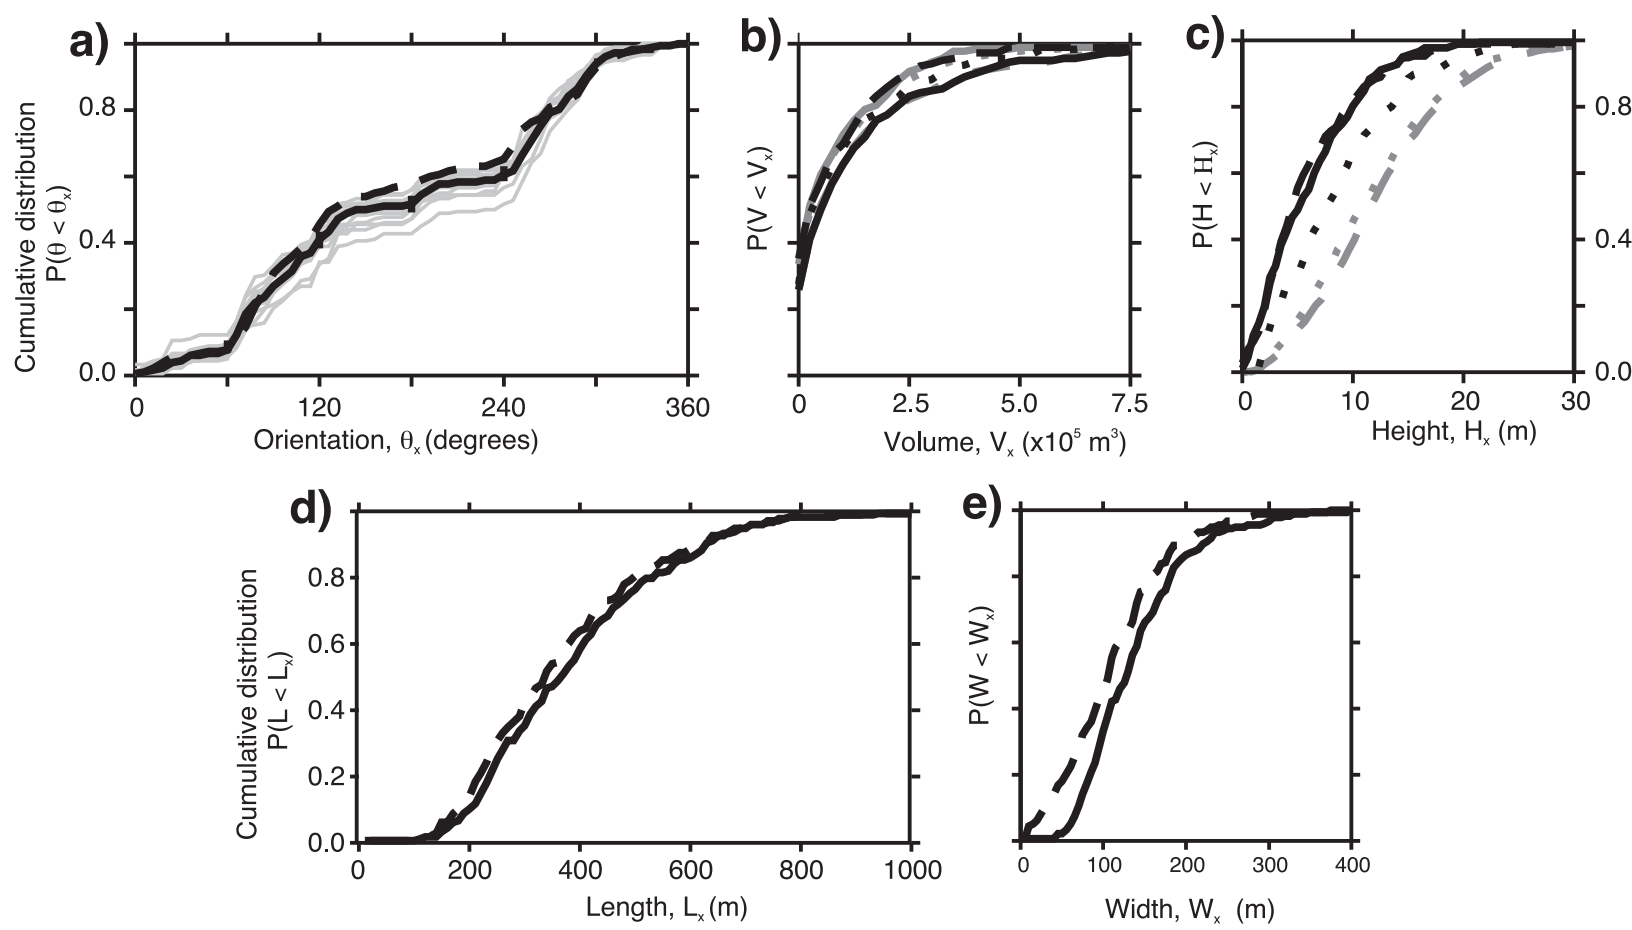 a)
Cumulative distribution
P(θ < θx)
0.8
0.4
0.0
0 120 240 360
Orientation, θx (degrees)
b)
P(V < Vx)
0 2.5 5.0 7.5
Volume, Vx (x10⁵ m³)
c)
P(H < Hx)
0.8
0.4
0.0
0 10 20 30
Height, Hx (m)
d)
Cumulative distribution
P(L < Lx)
0.8
0.6
0.4
0.2
0.0
0 200 400 600 800 1000
Length, Lx (m)
e)
P(W < Wx)
0 100 200 300 400
Width, Wx (m)